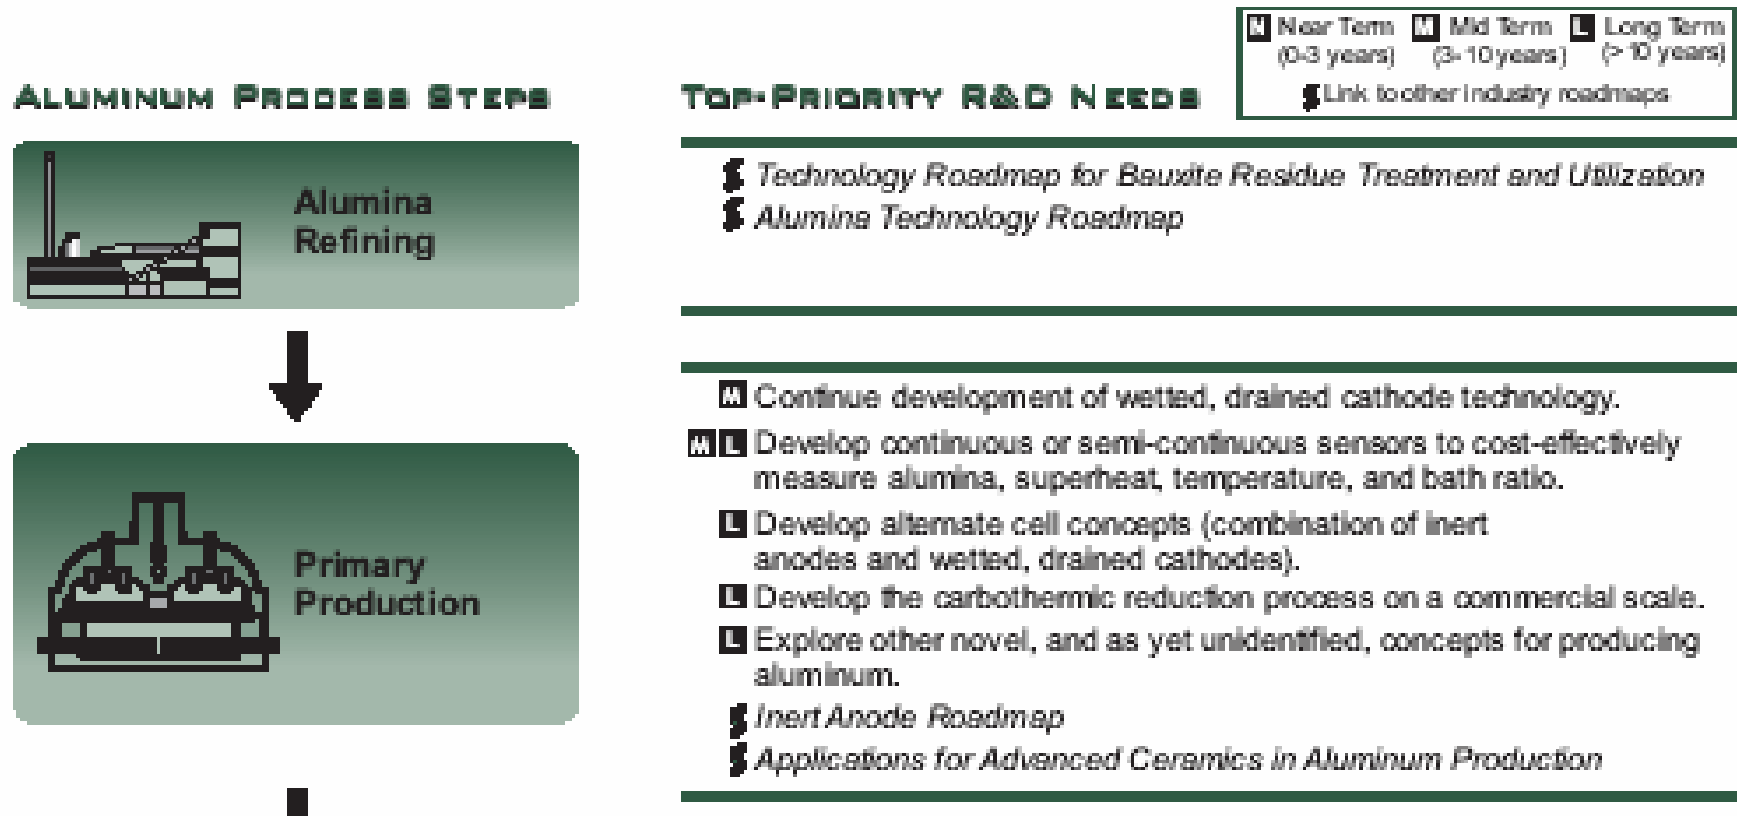 N Near Term M Mid Term L Long Term
(0-3 years) (3-10 years) (>10 years)
Link to other industry roadmaps
ALUMINUM PROCESS STEPS
TOP-PRIORITY R&D NEEDS
Alumina
Refining
Technology Roadmap for Bauxite Residue Treatment and Utilization
Alumina Technology Roadmap
Primary
Production
M Continue development of wetted, drained cathode technology.
M L Develop continuous or semi-continuous sensors to cost-effectively
measure alumina, superheat, temperature, and bath ratio.
L Develop alternate cell concepts (combination of inert
anodes and wetted, drained cathodes).
L Develop the carbothermic reduction process on a commercial scale.
L Explore other novel, and as yet unidentified, concepts for producing
aluminum.
Inert Anode Roadmap
Applications for Advanced Ceramics in Aluminum Production